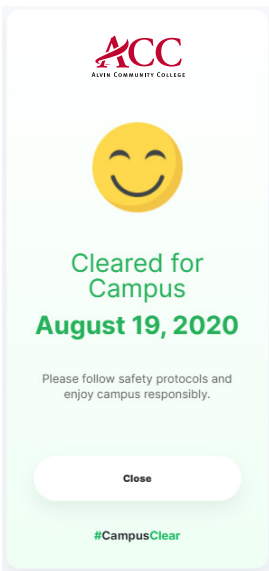 ACC
ALVIN COMMUNITY COLLEGE
Cleared for
Campus
August 19, 2020
Please follow safety protocols and
enjoy campus responsibly.
Close
#CampusClear